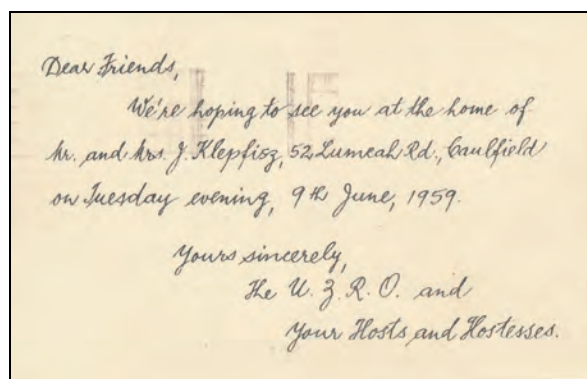 Dear Friends,
We're hoping to see you at the home of
Mr. and Mrs. J. Klepfisz, 52 Lumeah Rd., Caulfield
on Tuesday evening, 9th June, 1959.
Yours sincerely,
The U. Z. R. O. and
Your Hosts and Hostesses.